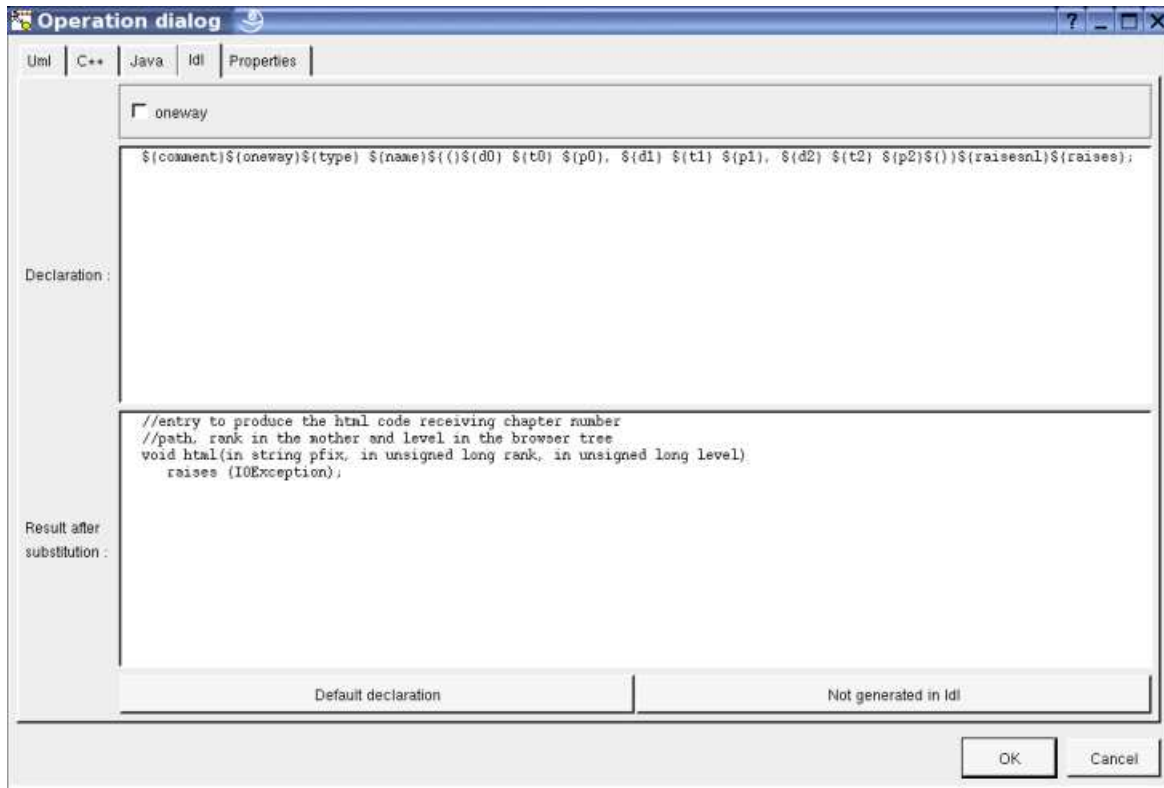 Operation dialog
Uml C++ Java Idl Properties
oneway
Declaration :
${comment}${oneway}${type} ${name}${(}${d0} ${t0} ${p0}, ${d1} ${t1} ${p1}, ${d2} ${t2} ${p2}${)}${raisesnl}${raises};
Result after
substitution :
//entry to produce the html code receiving chapter number
//path, rank in the mother and level in the browser tree
void html(in string pfix, in unsigned long rank, in unsigned long level)
raises (IOException);
Default declaration
Not generated in Idl
OK
Cancel